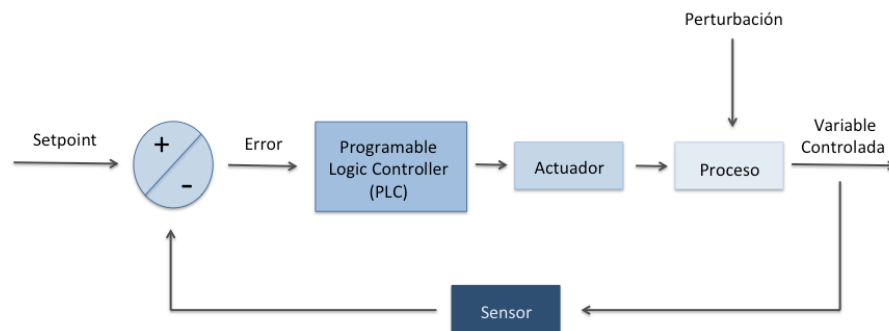 Perturbación
Setpoint
+
-
Error
Programable
Logic Controller
(PLC)
Actuador
Proceso
Variable
Controlada
Sensor